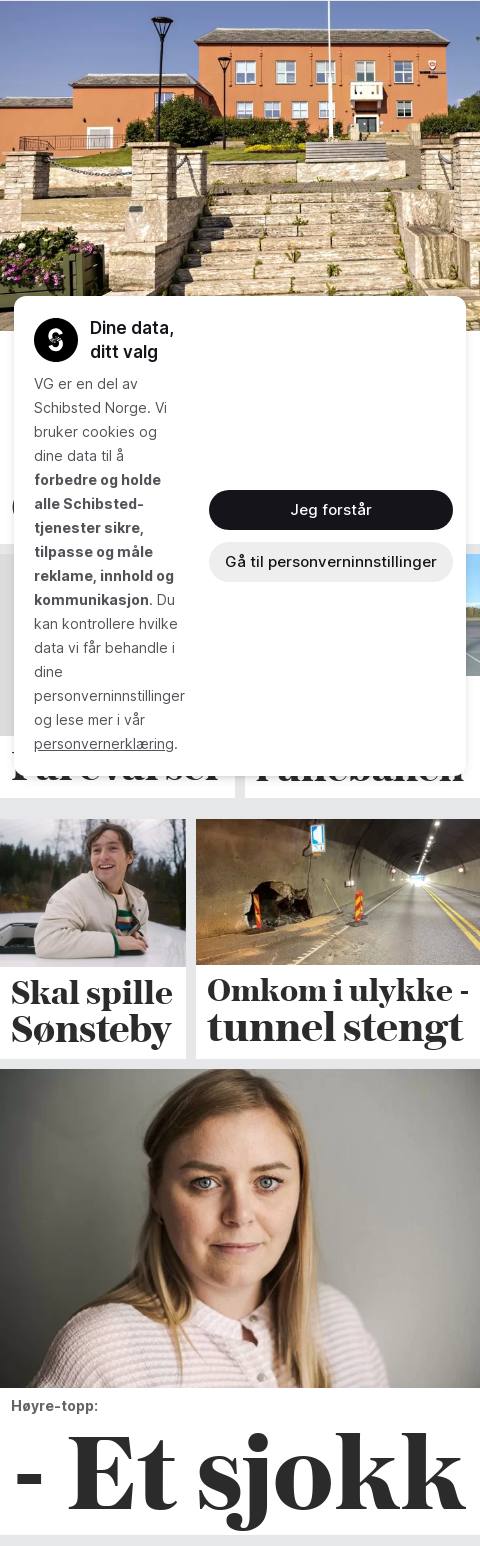 Dine data,
ditt valg
VG er en del av
Schibsted Norge. Vi
bruker cookies og
dine data til å
forbedre og holde
alle Schibsted-
tjenester sikre,
tilpasse og måle
reklame, innhold og
kommunikasjon. Du
kan kontrollere hvilke
data vi får behandle i
dine
personverninnstillinger
og lese mer i vår
personvernerklæring.
Jeg forstår
Gå til personverninnstillinger
Skal spille
Sønsteby
Omkom i ulykke -
tunnel stengt
Høyre-topp:
- Et sjokk